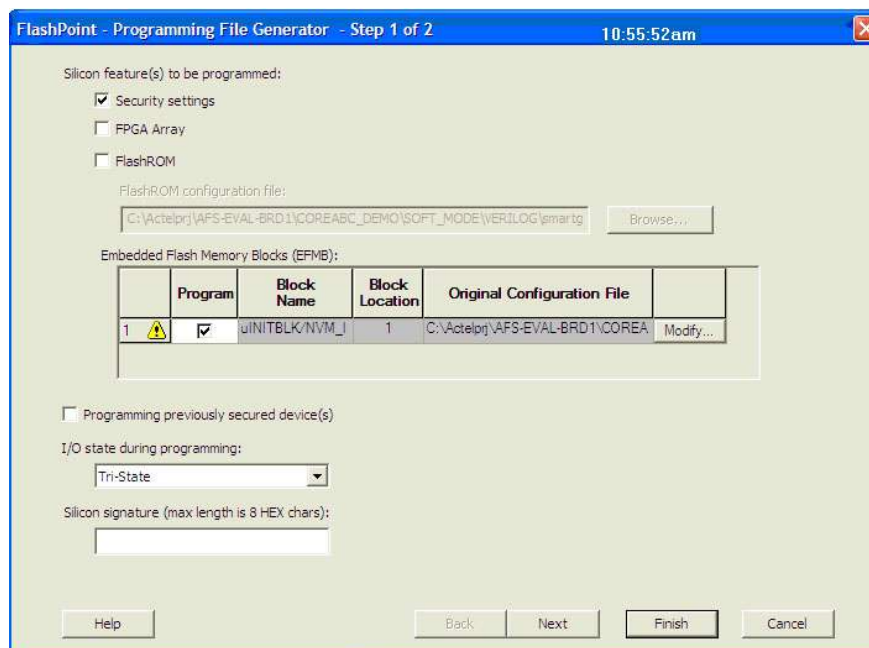 FlashPoint - Programming File Generator - Step 1 of 2 10:55:52am
Silicon feature(s) to be programmed:
Security settings
FPGA Array
FlashROM
FlashROM configuration file:
C:\Actelprj\AFS-EVAL-BRD1\COREABC_DEMO\SOFT_MODE\VERILOG\smartg Browse...
Embedded Flash Memory Blocks (EFMB):
Program Block Name Block Location Original Configuration File
1 uINITBLK/NVM_I 1 C:\Actelprj\AFS-EVAL-BRD1\COREA Modify...
Programming previously secured device(s)
I/O state during programming:
Tri-State
Silicon signature (max length is 8 HEX chars):
Help Back Next Finish Cancel